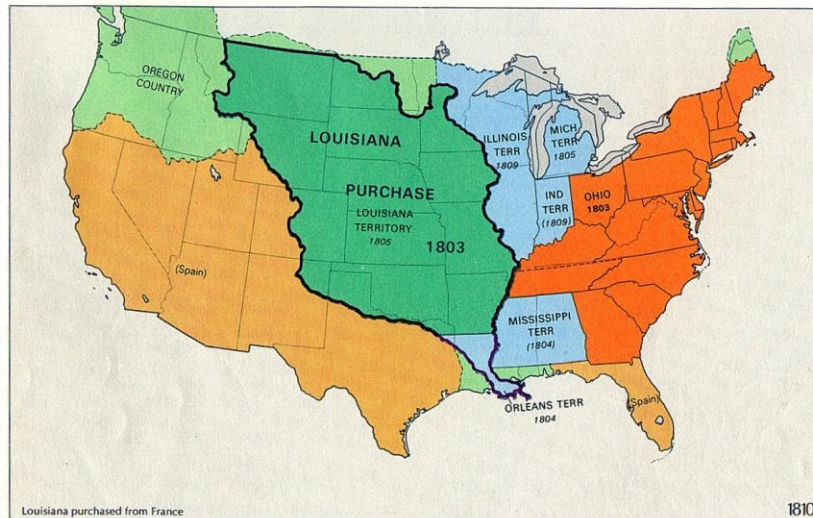 OREGON
COUNTRY
LOUISIANA
PURCHASE
LOUISIANA
TERRITORY
1805
1803
ILLINOIS
TERR
1809
MICH
TERR
1805
IND
TERR
(1809)
OHIO
1803
(Spain)
MISSISSIPPI
TERR
(1804)
(Spain)
ORLEANS TERR
1804
Louisiana purchased from France
1810